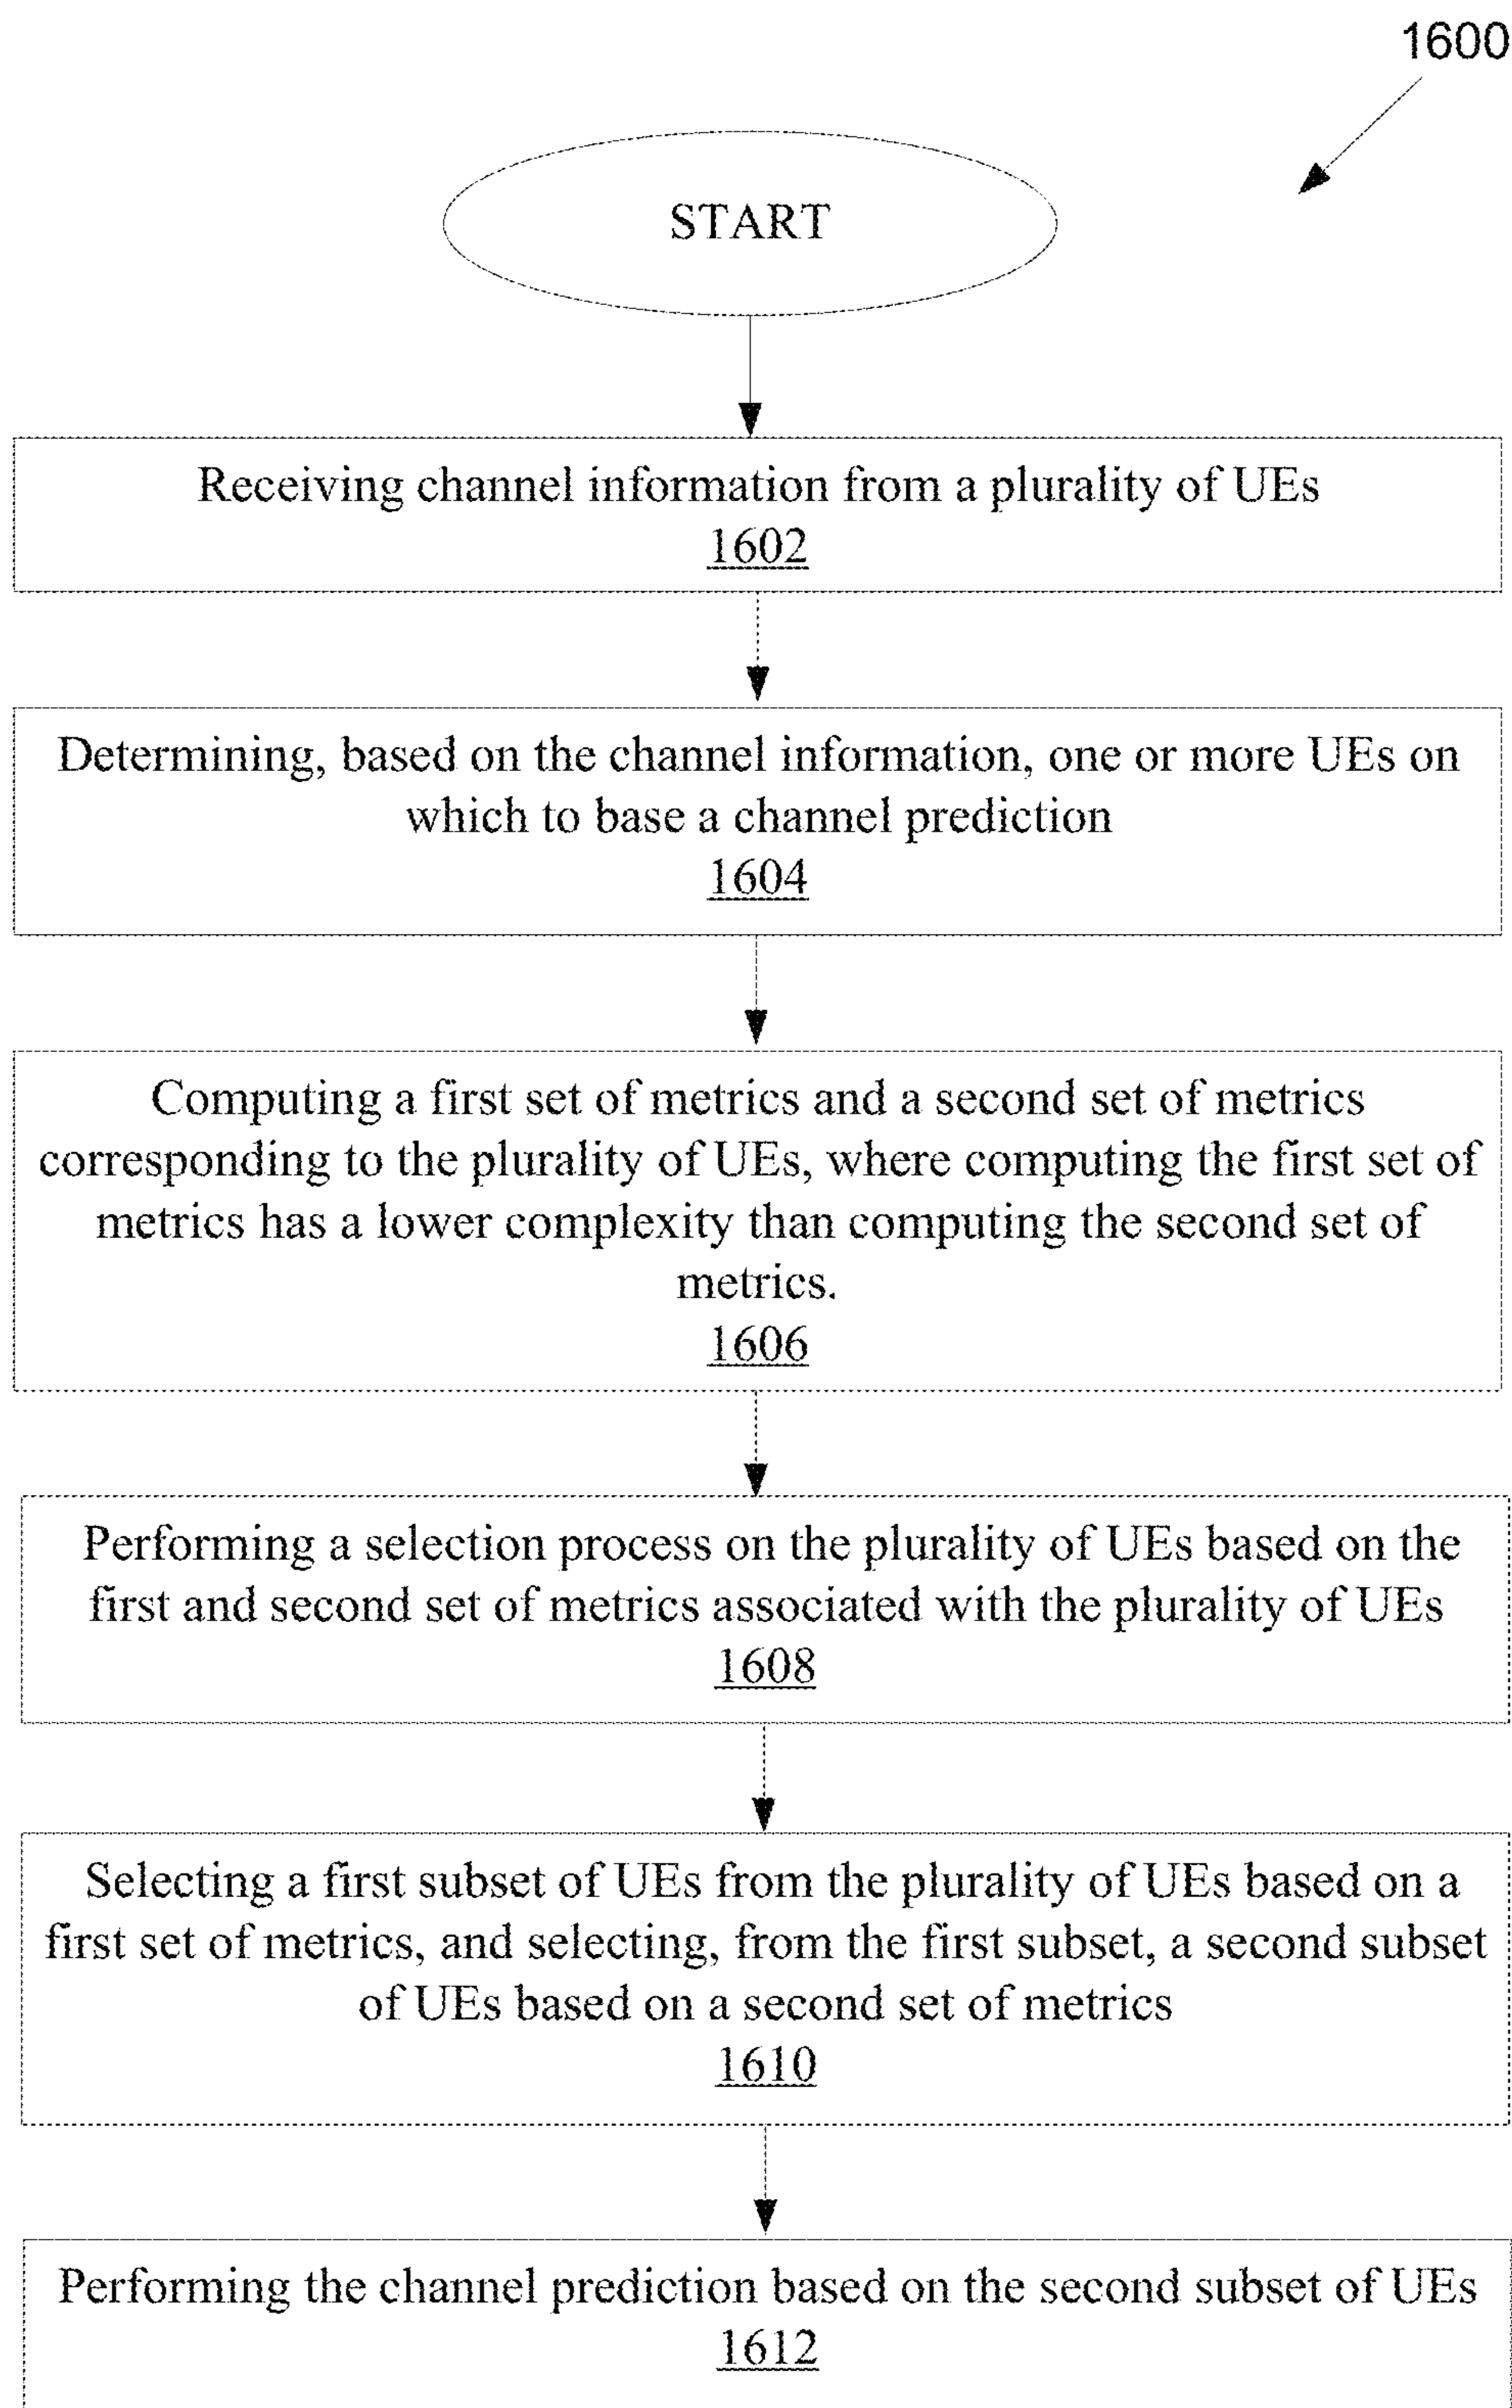 1600
START
Receiving channel information from a plurality of UEs
1602
Determining, based on the channel information, one or more UEs on
which to base a channel prediction
1604
Computing a first set of metrics and a second set of metrics
corresponding to the plurality of UEs, where computing the first set of
metrics has a lower complexity than computing the second set of
metrics.
1606
Performing a selection process on the plurality of UEs based on the
first and second set of metrics associated with the plurality of UEs
1608
Selecting a first subset of UEs from the plurality of UEs based on a
first set of metrics, and selecting, from the first subset, a second subset
of UEs based on a second set of metrics
1610
Performing the channel prediction based on the second subset of UEs
1612